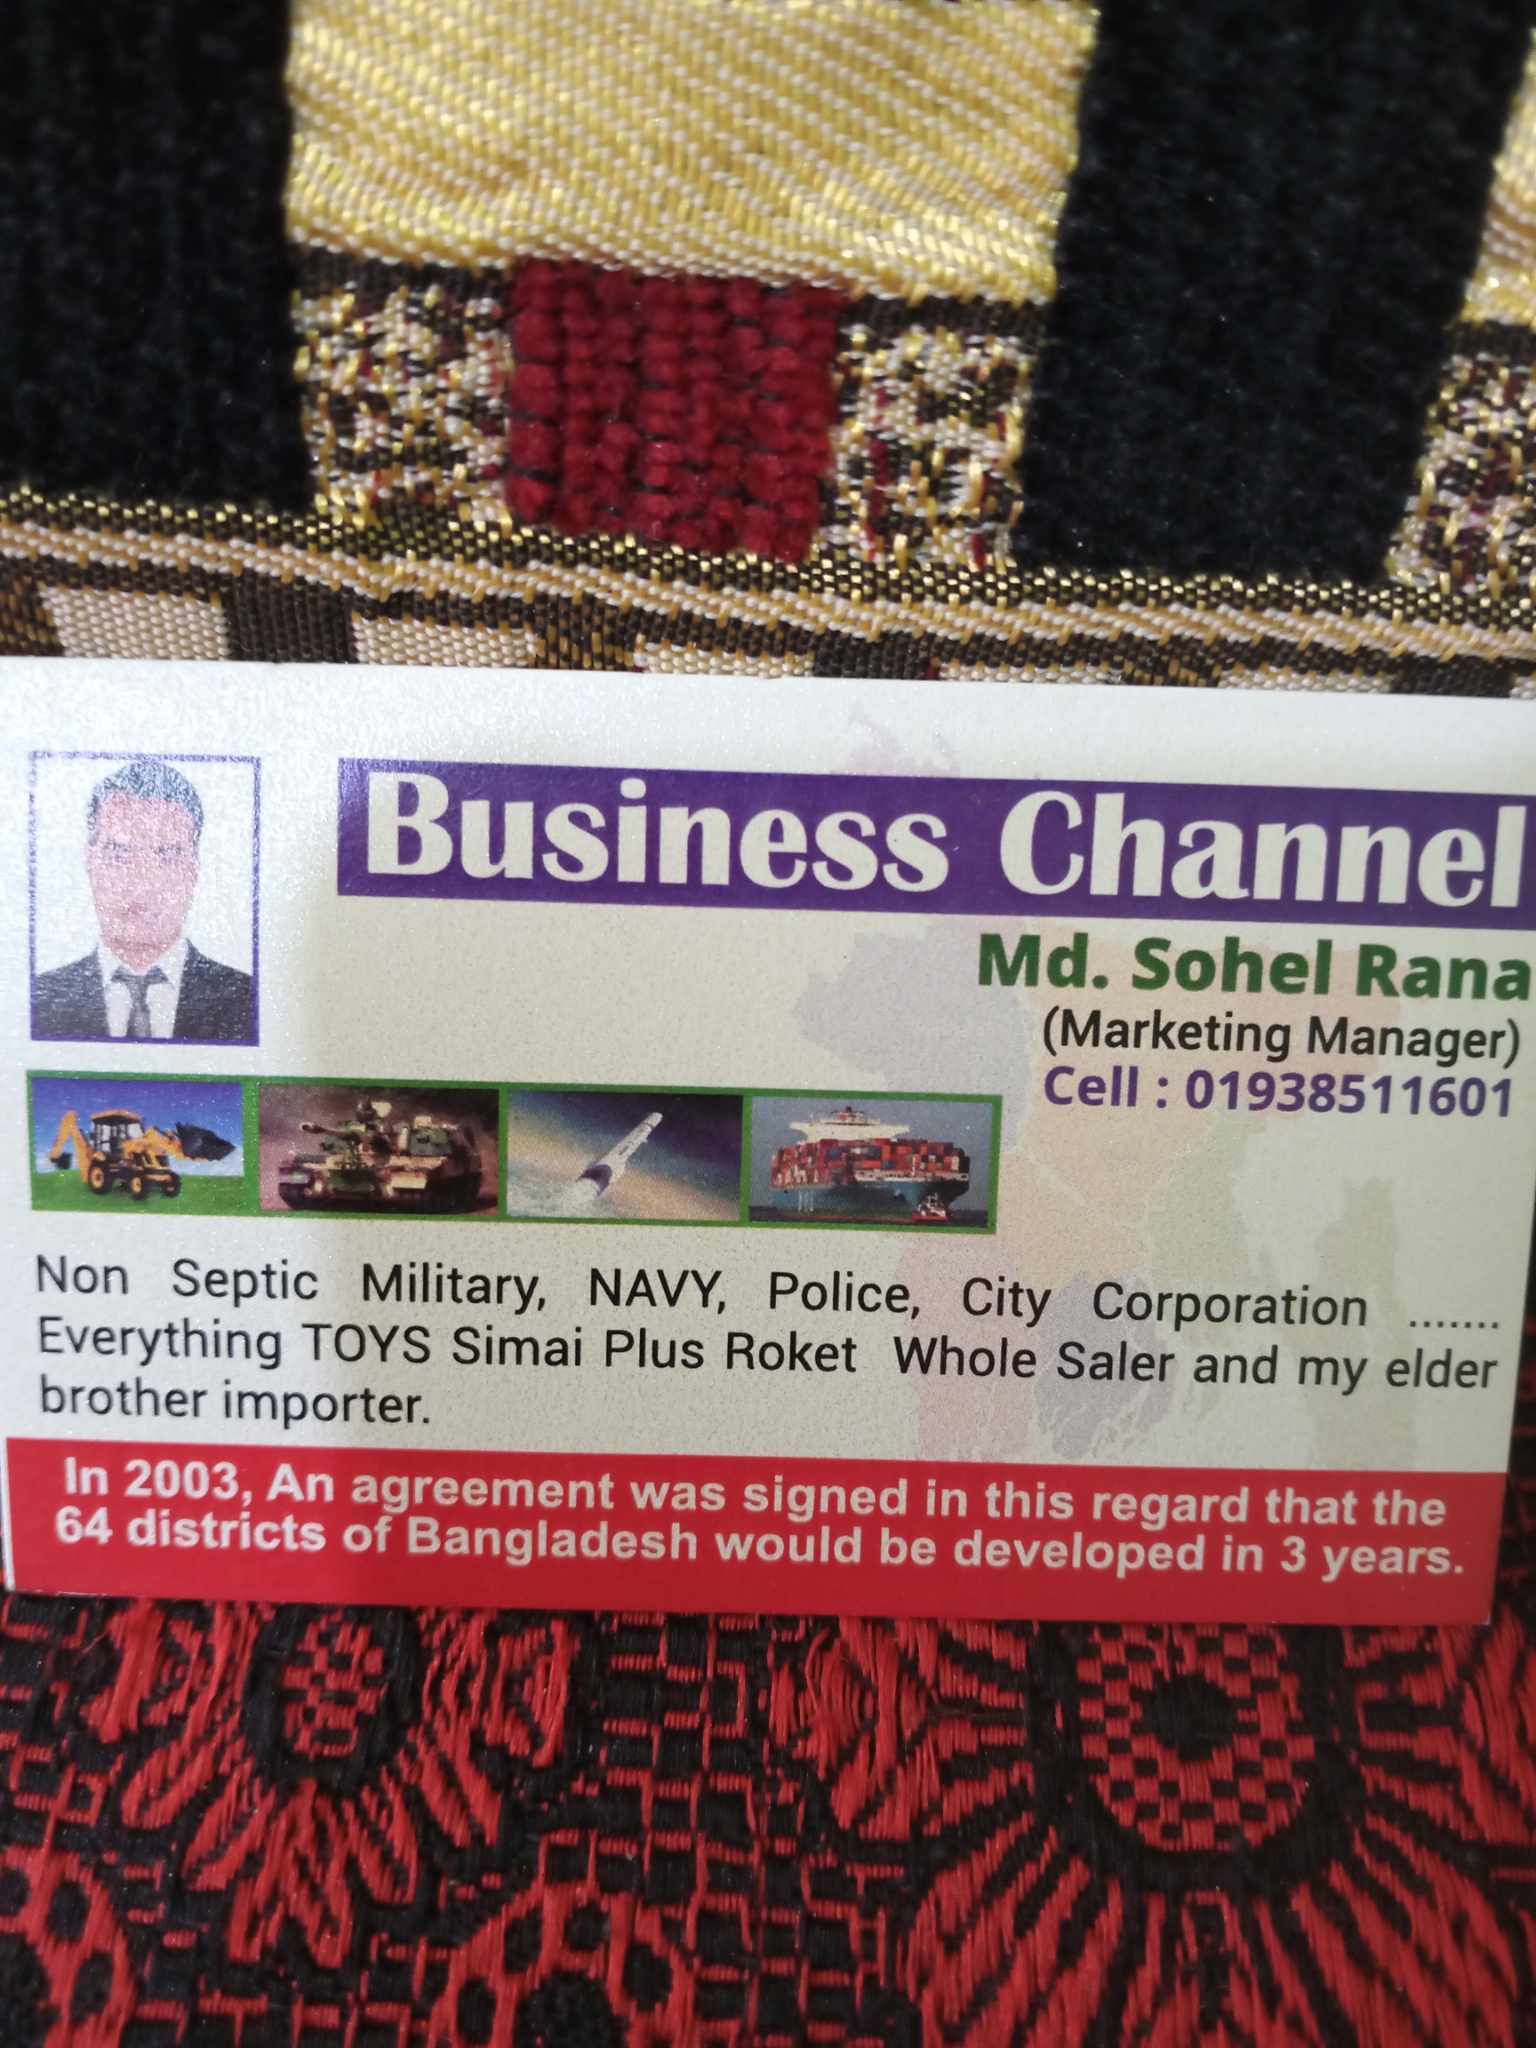 Business Channel
Md. Sohel Rana
(Marketing Manager)
Cell : 01938511601
Non Septic Military, NAVY, Police, City Corporation .......
Everything TOYS Simai Plus Roket Whole Saler and my elder
brother importer.
In 2003, An agreement was signed in this regard that the
64 districts of Bangladesh would be developed in 3 years.